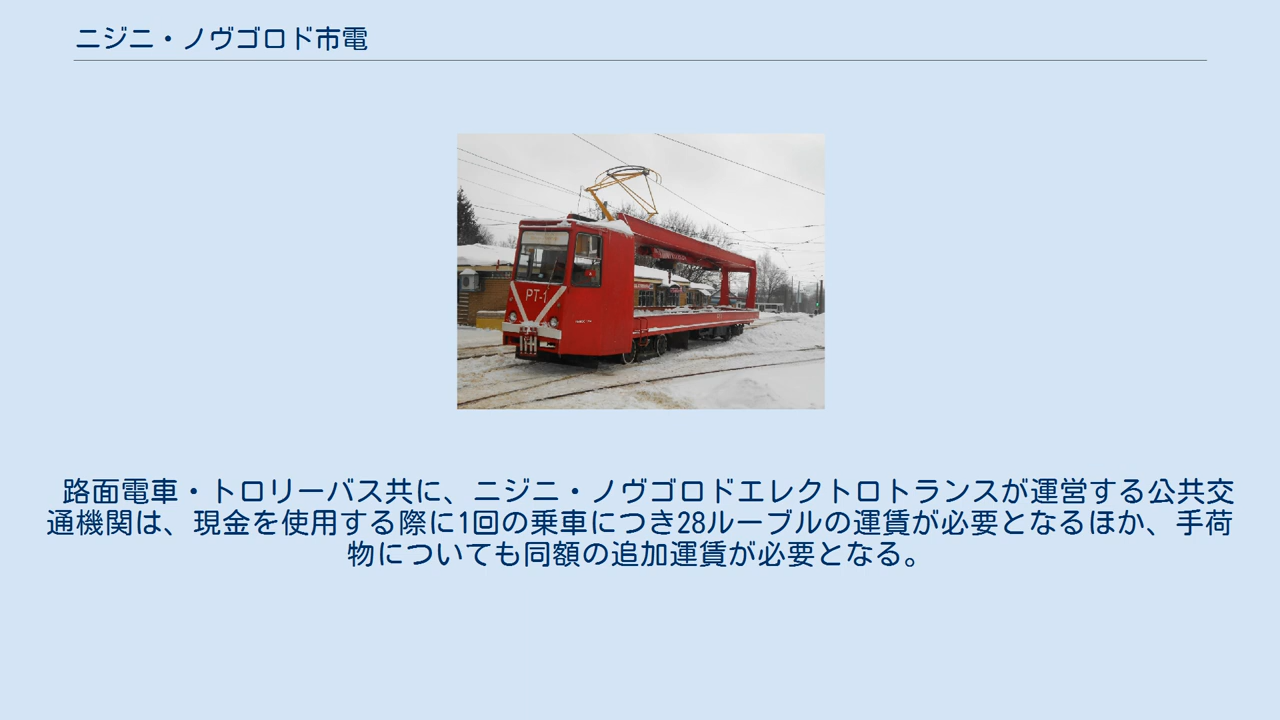 ニジニ・ノヴゴロド市電
PT-1
路面電車・トロリーバス共に、ニジニ・ノヴゴロドエレクトロトランスが運営する公共交
通機関は、現金を使用する際に1回の乗車につき28ルーブルの運賃が必要となるほか、手荷
物についても同額の追加運賃が必要となる。